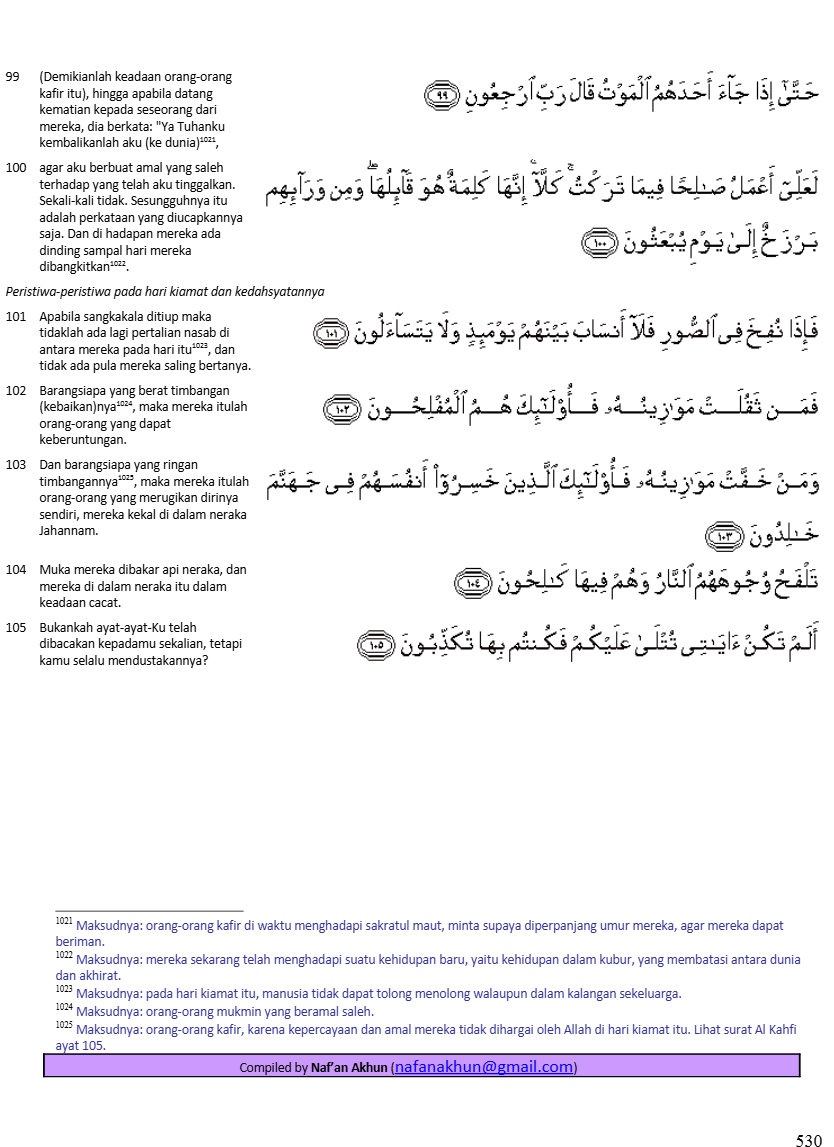 99 (Demikianlah keadaan orang-orang
kafir itu), hingga apabila datang
kematian kepada seseorang dari
mereka, dia berkata: "Ya Tuhanku
kembalikanlah aku (ke dunia)1021,
حَتَّىٰٓ إِذَا جَآءَ أَحَدَهُمُ ٱلْمَوْتُ قَالَ رَبِّ ٱرْجِعُونِ ٩٩
100 agar aku berbuat amal yang saleh
terhadap yang telah aku tinggalkan.
Sekali-kali tidak. Sesungguhnya itu
adalah perkataan yang diucapkannya
saja. Dan di hadapan mereka ada
dinding sampal hari mereka
dibangkitkan1022.
لَعَلِّىٓ أَعْمَلُ صَـٰلِحًا فِيمَا تَرَكْتُ ۚ كَلَّآ ۚ إِنَّهَا كَلِمَةٌ هُوَ قَآئِلُهَا ۖ وَمِن وَرَآئِهِم
بَرْزَخٌ إِلَىٰ يَوْمِ يُبْعَثُونَ ١٠٠
Peristiwa-peristiwa pada hari kiamat dan kedahsyatannya
101 Apabila sangkakala ditiup maka
tidaklah ada lagi pertalian nasab di
antara mereka pada hari itu1023, dan
tidak ada pula mereka saling bertanya.
فَإِذَا نُفِخَ فِى ٱلصُّورِ فَلَآ أَنسَابَ بَيْنَهُمْ يَوْمَئِذٍ وَلَا يَتَسَآءَلُونَ ١٠١
102 Barangsiapa yang berat timbangan
(kebaikan)nya1024, maka mereka itulah
orang-orang yang dapat
keberuntungan.
فَمَن ثَقُلَتْ مَوَٰزِينُهُۥ فَأُو۟لَـٰٓئِكَ هُمُ ٱلْمُفْلِحُونَ ١٠٢
103 Dan barangsiapa yang ringan
timbangannya1025, maka mereka itulah
orang-orang yang merugikan dirinya
sendiri, mereka kekal di dalam neraka
Jahannam.
وَمَنْ خَفَّتْ مَوَٰزِينُهُۥ فَأُو۟لَـٰٓئِكَ ٱلَّذِينَ خَسِرُوٓا۟ أَنفُسَهُمْ فِى جَهَنَّمَ
خَـٰلِدُونَ ١٠٣
104 Muka mereka dibakar api neraka, dan
mereka di dalam neraka itu dalam
keadaan cacat.
تَلْفَحُ وُجُوهَهُمُ ٱلنَّارُ وَهُمْ فِيهَا كَـٰلِحُونَ ١٠٤
105 Bukankah ayat-ayat-Ku telah
dibacakan kepadamu sekalian, tetapi
kamu selalu mendustakannya?
أَلَمْ تَكُنْ ءَايَـٰتِى تُتْلَىٰ عَلَيْكُمْ فَكُنتُم بِهَا تُكَذِّبُونَ ١٠٥
1021 Maksudnya: orang-orang kafir di waktu menghadapi sakratul maut, minta supaya diperpanjang umur mereka, agar mereka dapat
beriman.
1022 Maksudnya: mereka sekarang telah menghadapi suatu kehidupan baru, yaitu kehidupan dalam kubur, yang membatasi antara dunia
dan akhirat.
1023 Maksudnya: pada hari kiamat itu, manusia tidak dapat tolong menolong walaupun dalam kalangan sekeluarga.
1024 Maksudnya: orang-orang mukmin yang beramal saleh.
1025 Maksudnya: orang-orang kafir, karena kepercayaan dan amal mereka tidak dihargai oleh Allah di hari kiamat itu. Lihat surat Al Kahfi
ayat 105.
Compiled by Naf’an Akhun (nafanakhun@gmail.com)
530